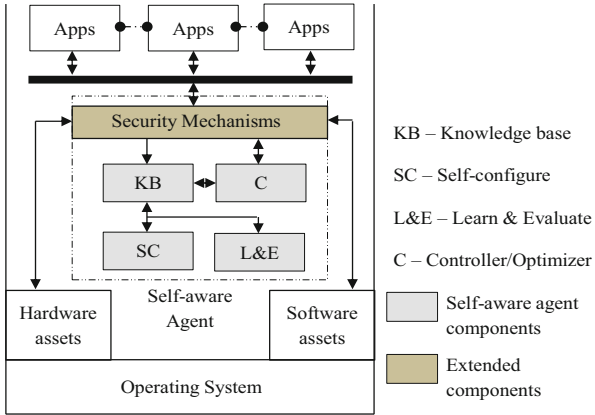 Apps
Apps
Apps
Security Mechanisms
KB
C
SC
L&E
Self-aware
Agent
Hardware
assets
Software
assets
Operating System
KB – Knowledge base
SC – Self-configure
L&E – Learn & Evaluate
C – Controller/Optimizer
Self-aware agent
components
Extended
components